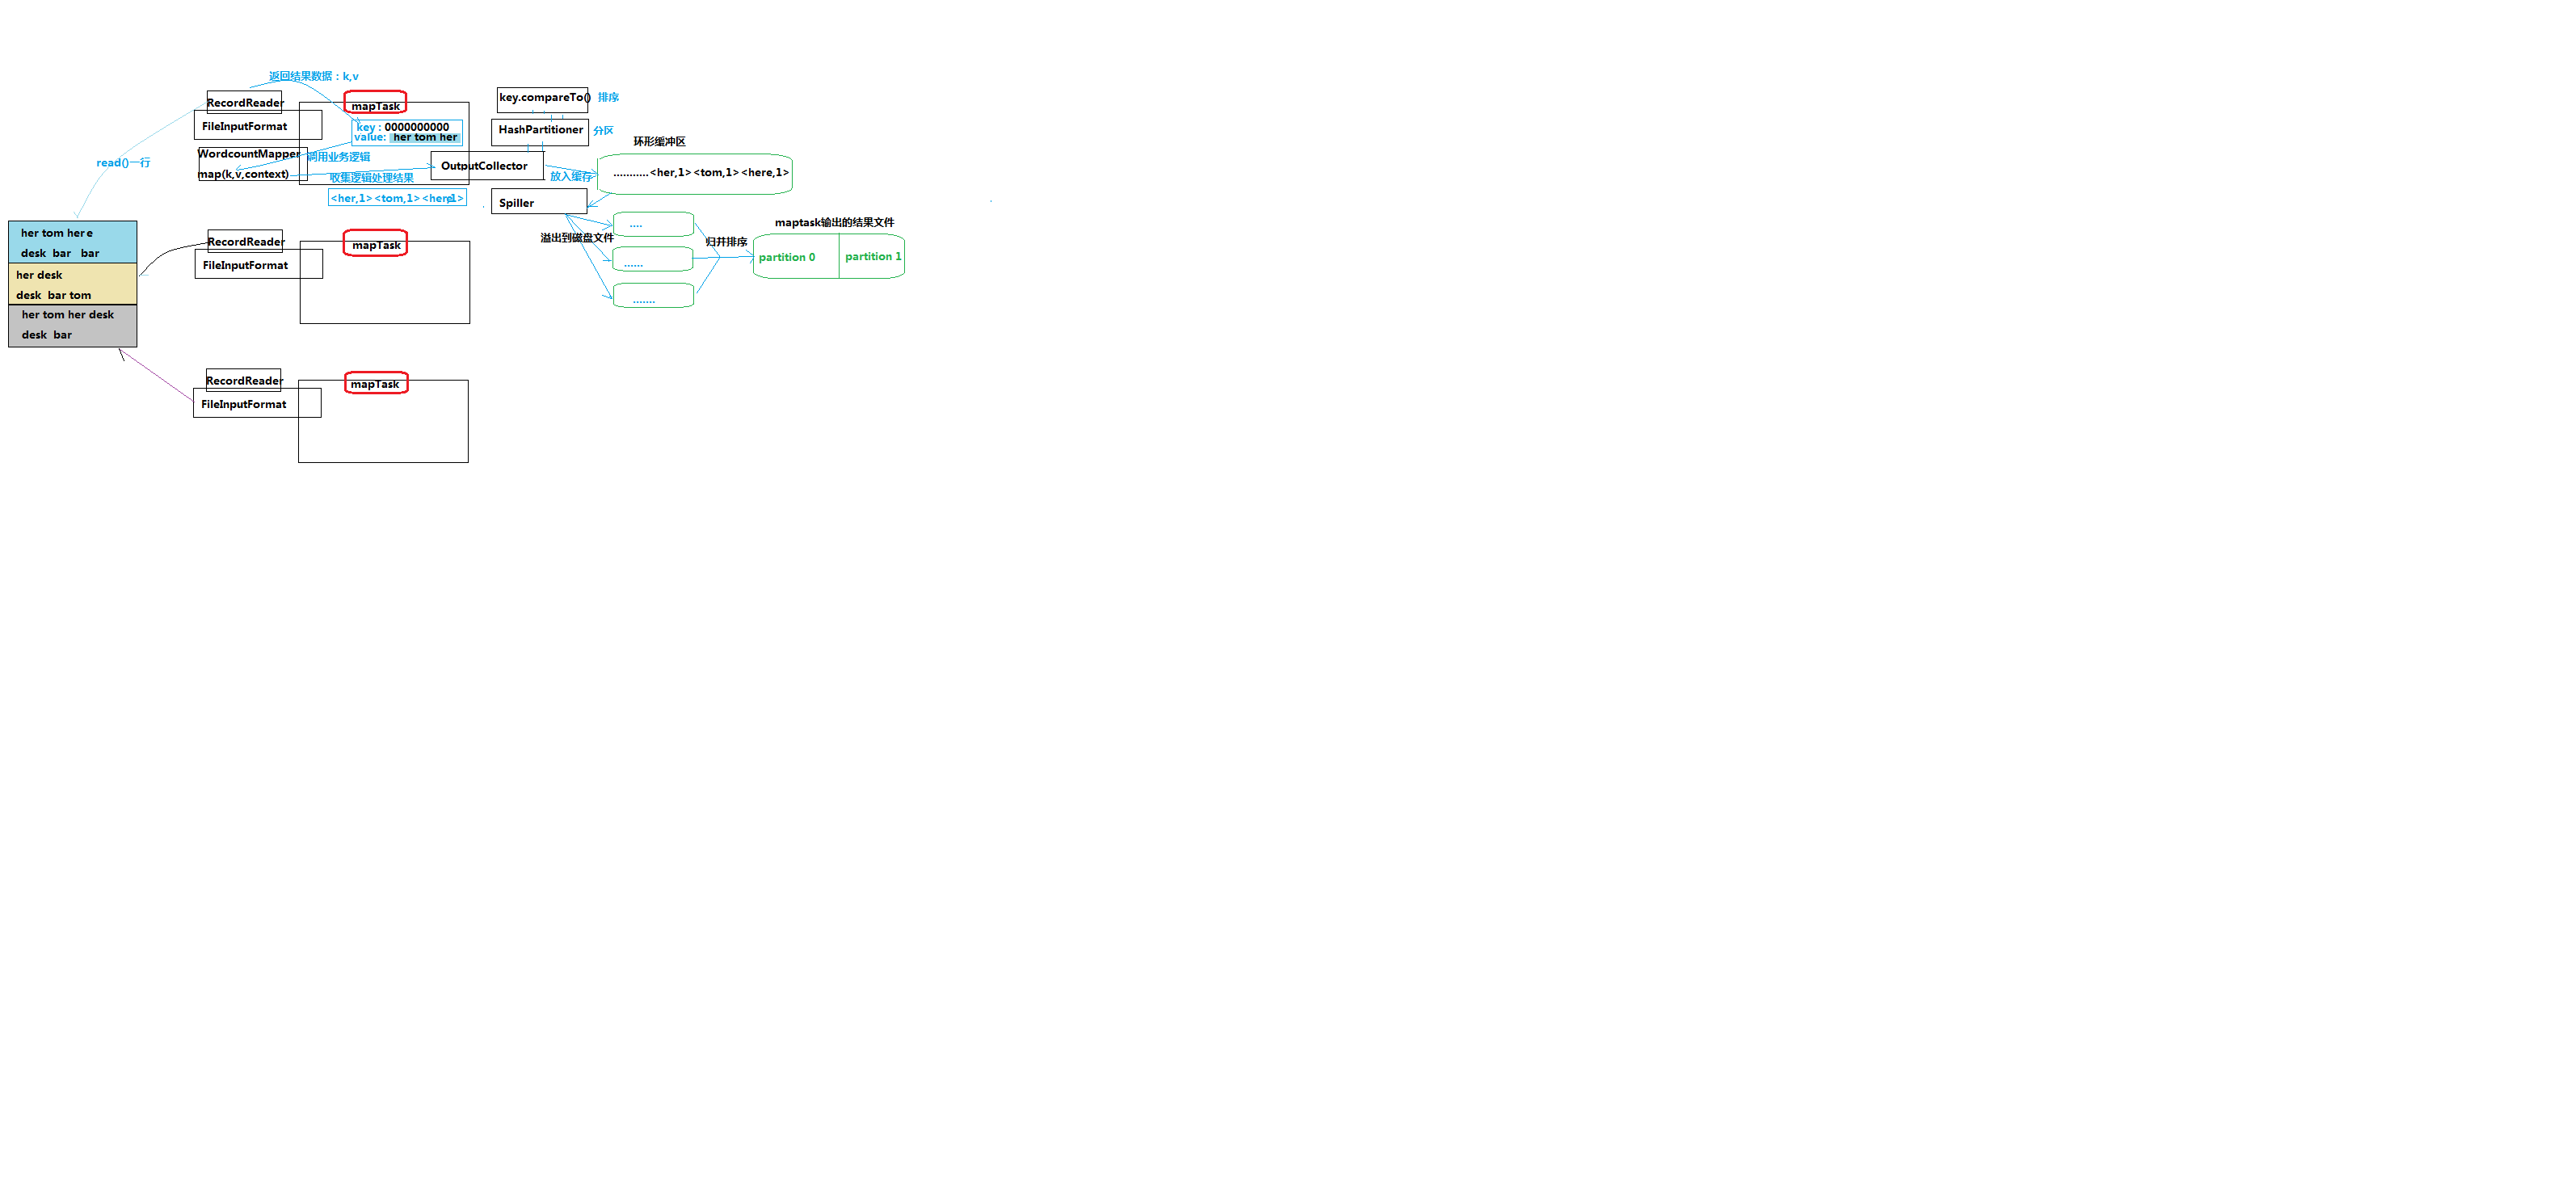 返回结果数据：k,v
RecordReader
mapTask
key.compareTo()
排序
FileInputFormat
key : 0000000000
value: her tom her
HashPartitioner
分区
环形缓冲区
read()一行
WordcountMapper
map(k,v,context)
调用业务逻辑
OutputCollector
收集逻辑处理结果
放入缓存
...........<her,1><tom,1><here,1>
<her,1><tom,1><here,1>
Spiller
溢出到磁盘文件
....
......
.......
归并排序
maptask输出的结果文件
partition 0
partition 1
her tom here
desk bar bar
her desk
desk bar tom
her tom her desk
desk bar
RecordReader
FileInputFormat
mapTask
RecordReader
FileInputFormat
mapTask